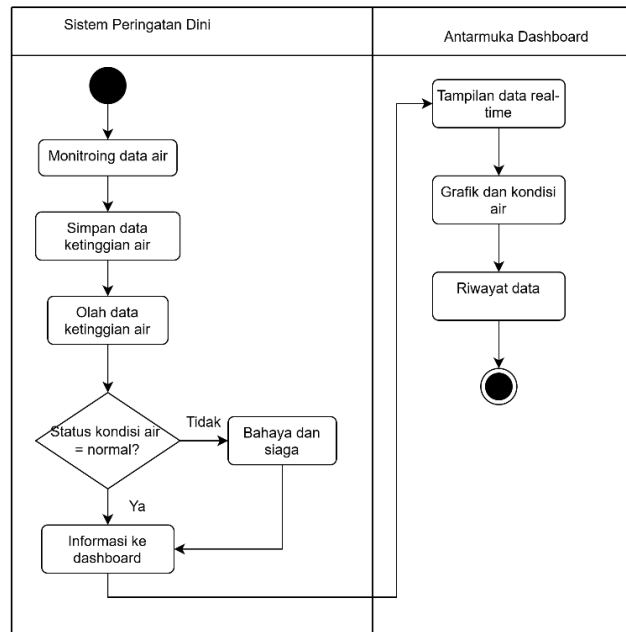 Sistem Peringatan Dini
Antarmuka Dashboard
Monitroing data air
Simpan data
ketinggian air
Olah data
ketinggian air
Status kondisi air
= normal?
Tidak
Bahaya dan
siaga
Ya
Informasi ke
dashboard
Tampilan data real-
time
Grafik dan kondisi
air
Riwayat data